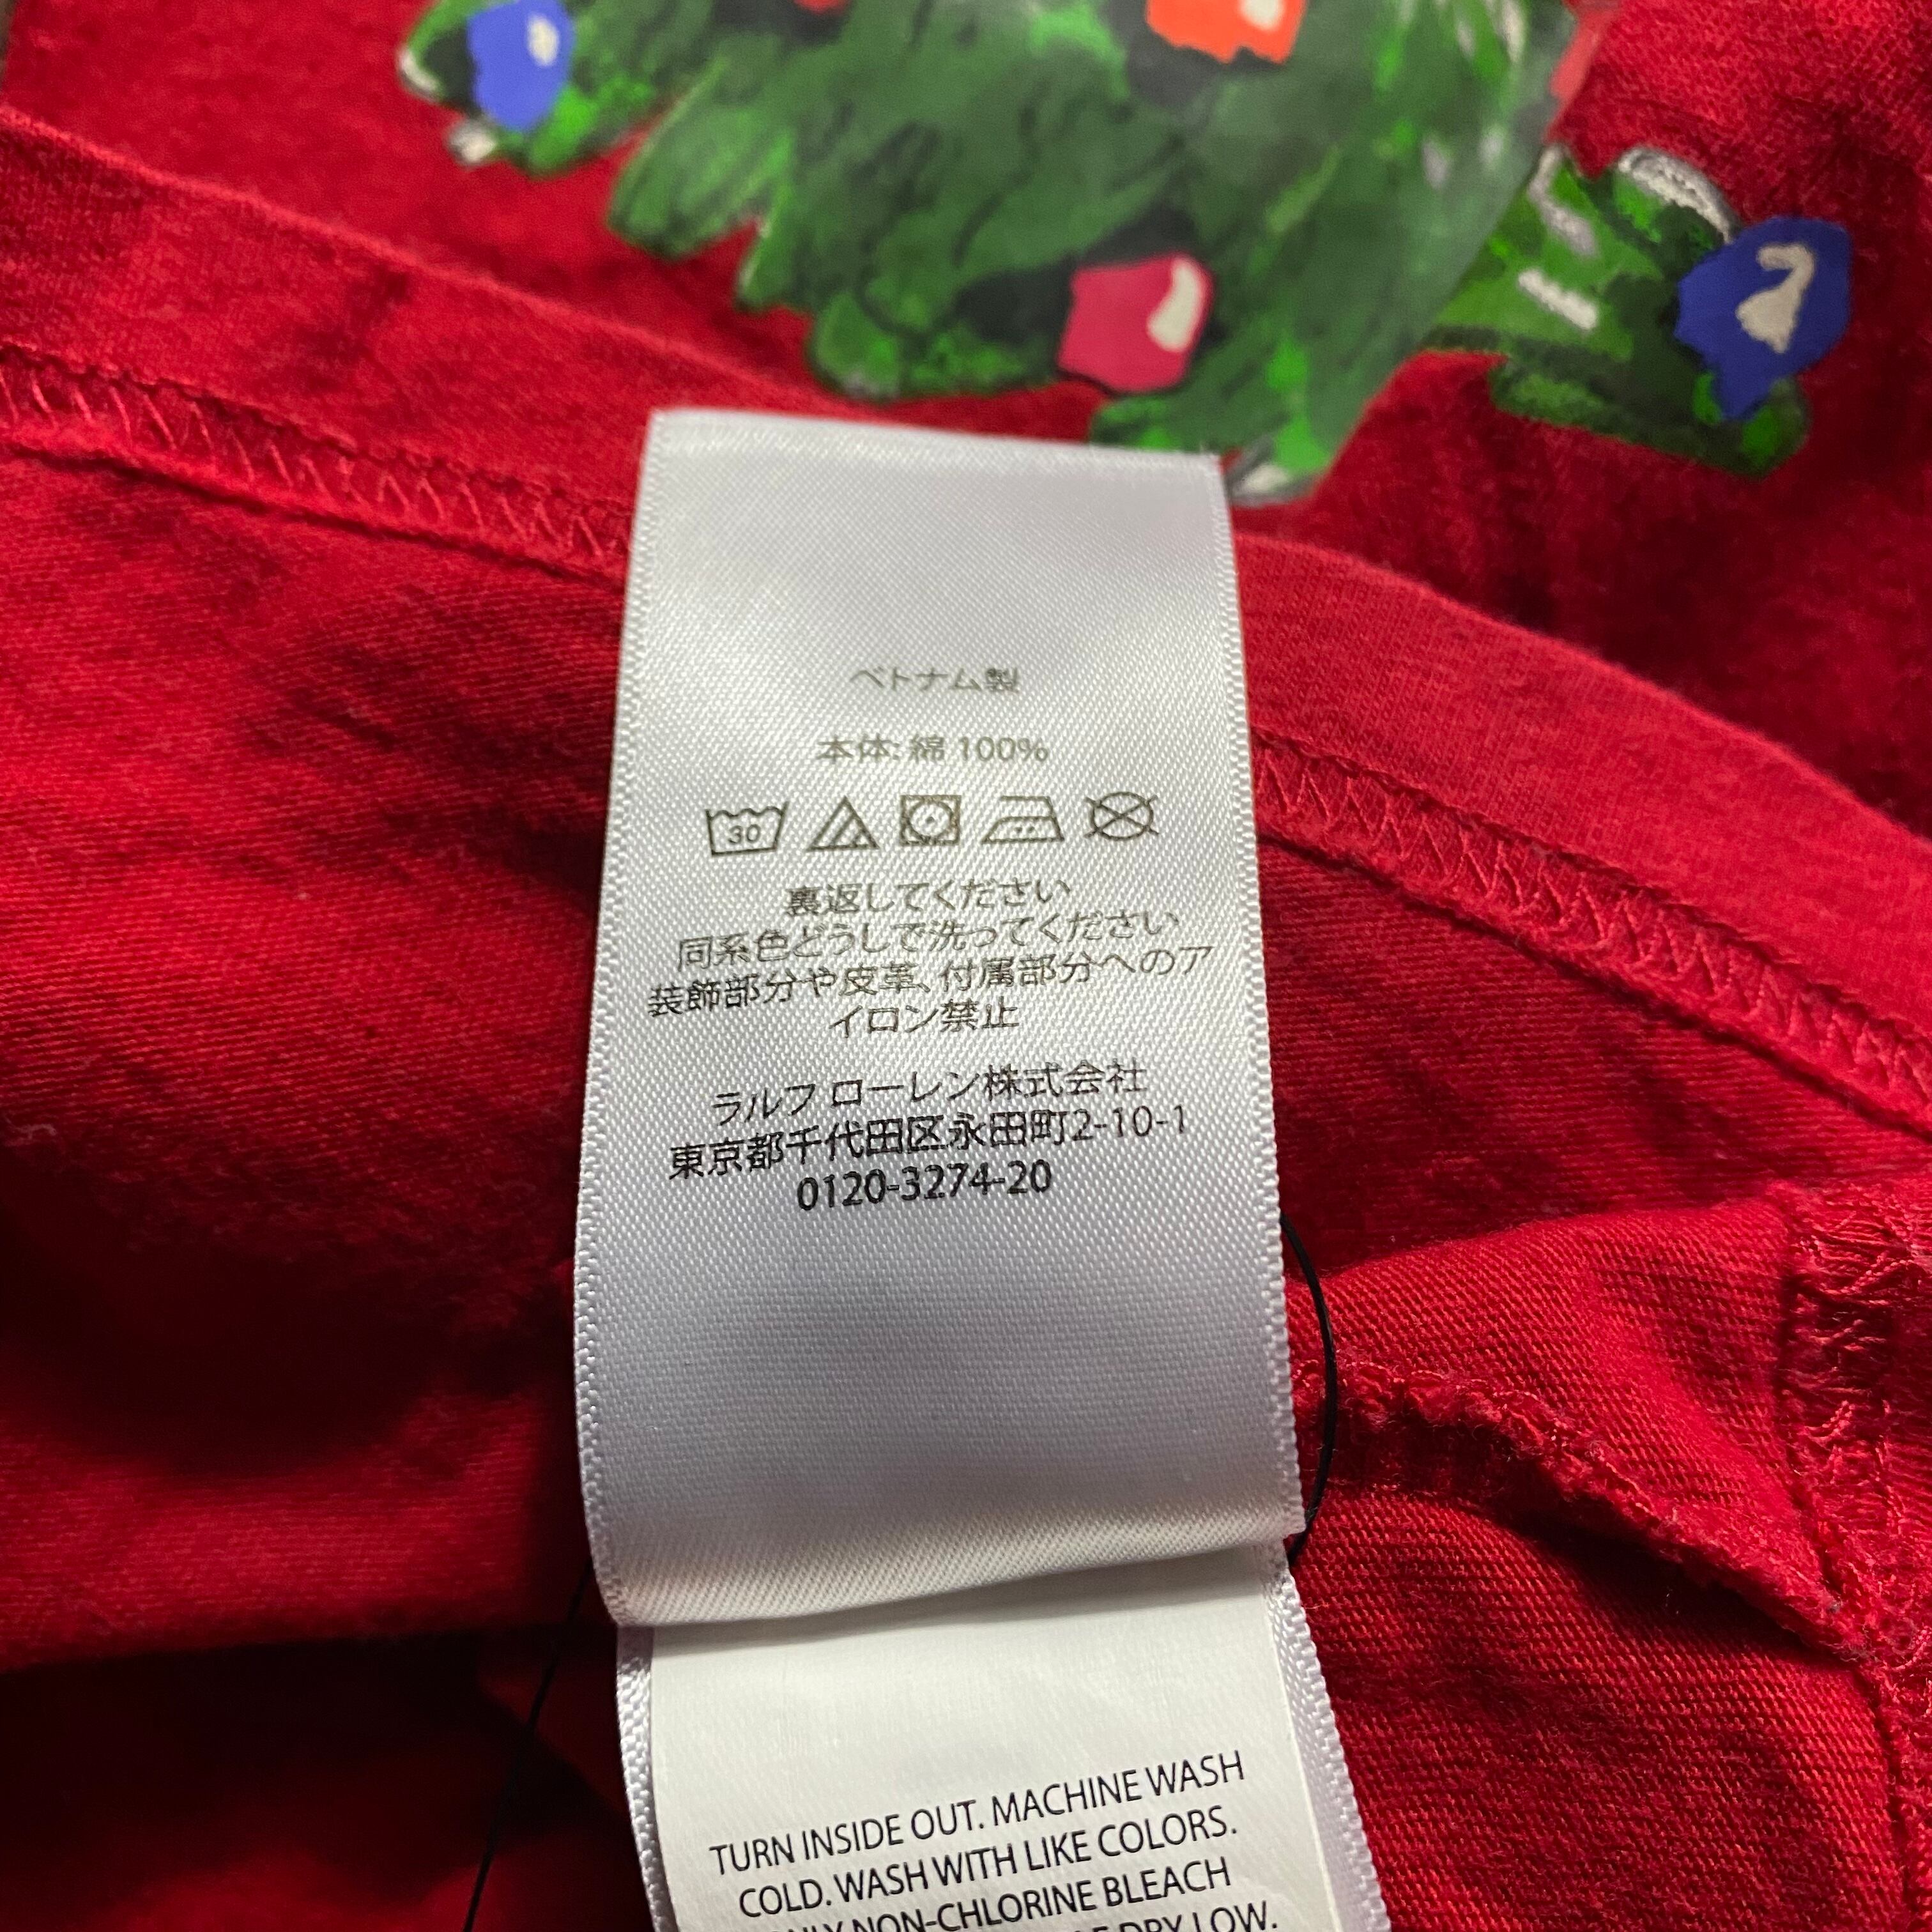 ベトナム製
本体: 綿 100%
30
裏返してください
同系色どうしで洗ってください
装飾部分や皮革、付属部分へのア
イロン禁止
ラルフ ローレン株式会社
東京都千代田区永田町2-10-1
0120-3274-20
TURN INSIDE OUT. MACHINE WASH
COLD. WASH WITH LIKE COLORS.
NON-CHLORINE BLEACH
DRY LOW.